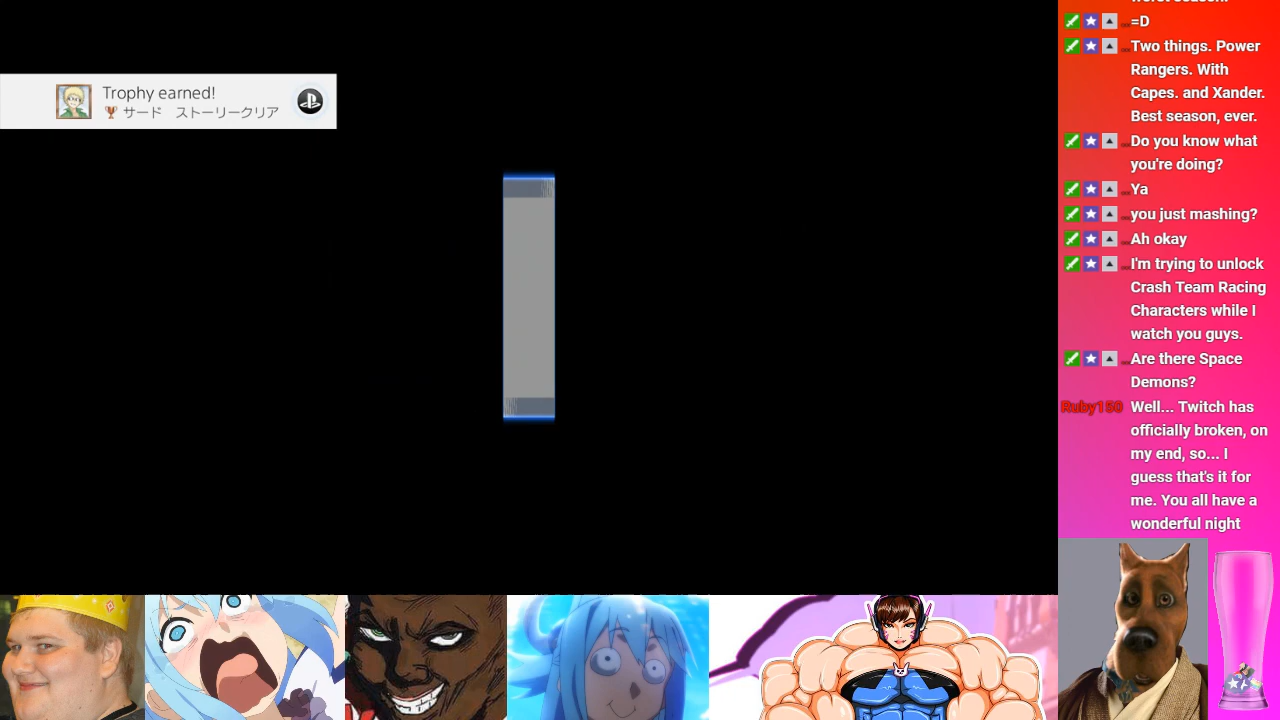 Trophy earned!
サード　ストーリークリア
=D
Two things. Power
Rangers. With
Capes. and Xander.
Best season, ever.
Do you know what
you're doing?
Ya
you just mashing?
Ah okay
I'm trying to unlock
Crash Team Racing
Characters while I
watch you guys.
Are there Space
Demons?
Ruby150 Well... Twitch has
officially broken, on
my end, so... I
guess that's it for
me. You all have a
wonderful night